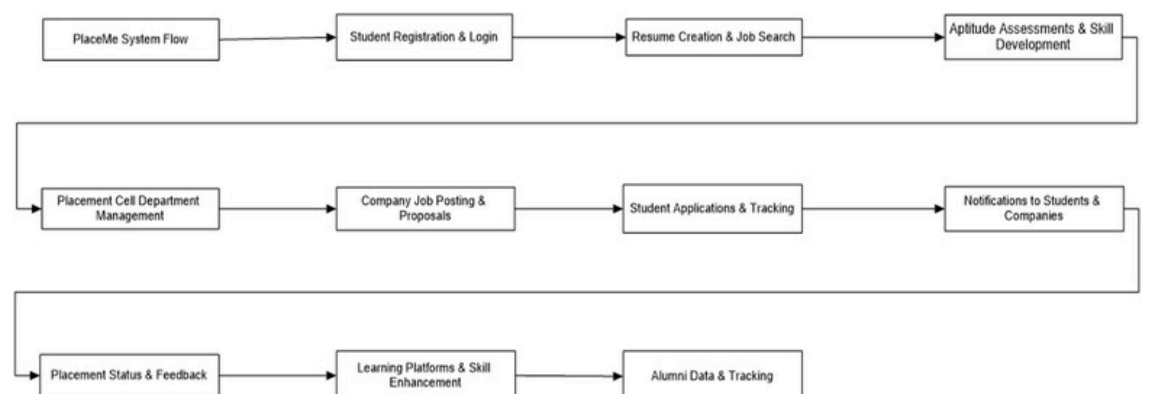 PlaceMe System Flow
Student Registration & Login
Resume Creation & Job Search
Aptitude Assessments & Skill
Development
Placement Cell Department
Management
Company Job Posting &
Proposals
Student Applications & Tracking
Notifications to Students &
Companies
Placement Status & Feedback
Learning Platforms & Skill
Enhancement
Alumni Data & Tracking